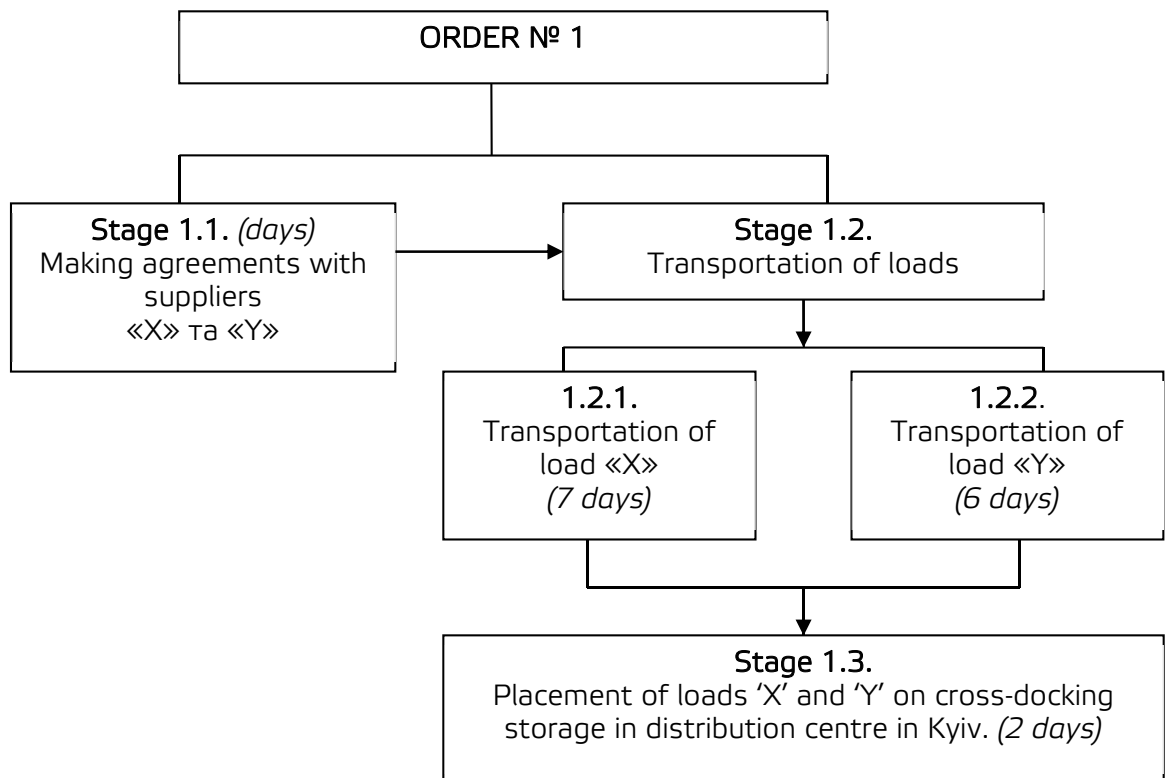 ORDER № 1
Stage 1.1. (days)
Making agreements with
suppliers
«X» та «Y»
Stage 1.2.
Transportation of loads
1.2.1.
Transportation of
load «X»
(7 days)
1.2.2.
Transportation of
load «Y»
(6 days)
Stage 1.3.
Placement of loads ‘X’ and ‘Y’ on cross-docking
storage in distribution centre in Kyiv. (2 days)